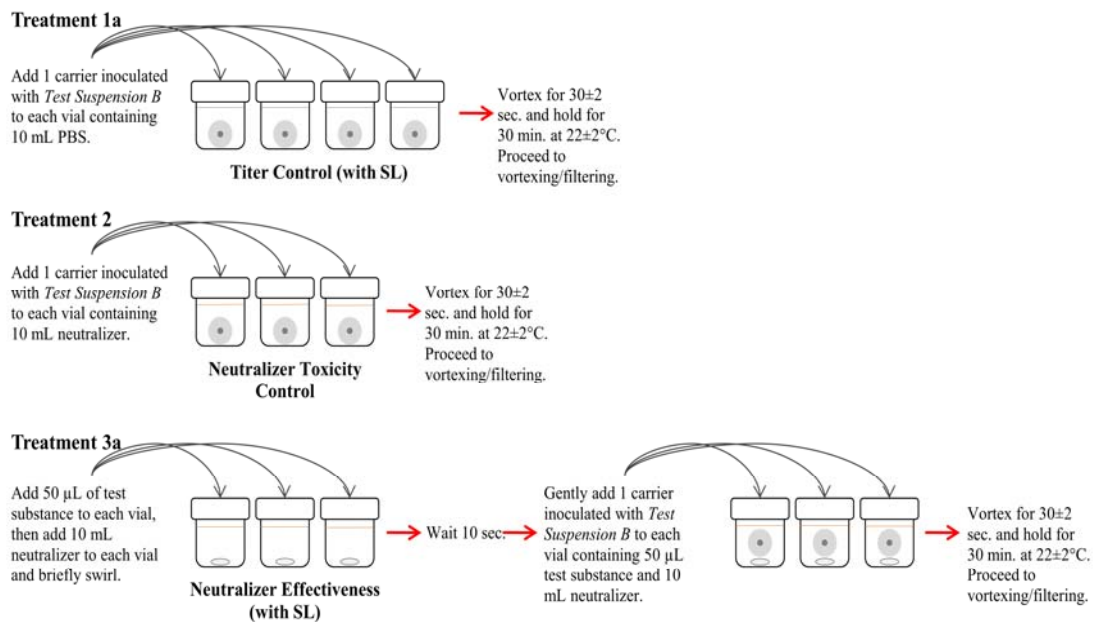 Treatment 1a
Add 1 carrier inoculated
with Test Suspension B
to each vial containing
10 mL PBS.
Titer Control (with SL)
Vortex for 30±2
sec. and hold for
30 min. at 22±2°C.
Proceed to
vortexing/filtering.
Treatment 2
Add 1 carrier inoculated
with Test Suspension B
to each vial containing
10 mL neutralizer.
Neutralizer Toxicity
Control
Vortex for 30±2
sec. and hold for
30 min. at 22±2°C.
Proceed to
vortexing/filtering.
Treatment 3a
Add 50 µL of test
substance to each vial,
then add 10 mL
neutralizer to each vial
and briefly swirl.
Neutralizer Effectiveness
(with SL)
Wait 10 sec.
Gently add 1 carrier
inoculated with Test
Suspension B to each
vial containing 50 µL
test substance and 10
mL neutralizer.
Vortex for 30±2
sec. and hold for
30 min. at 22±2°C.
Proceed to
vortexing/filtering.